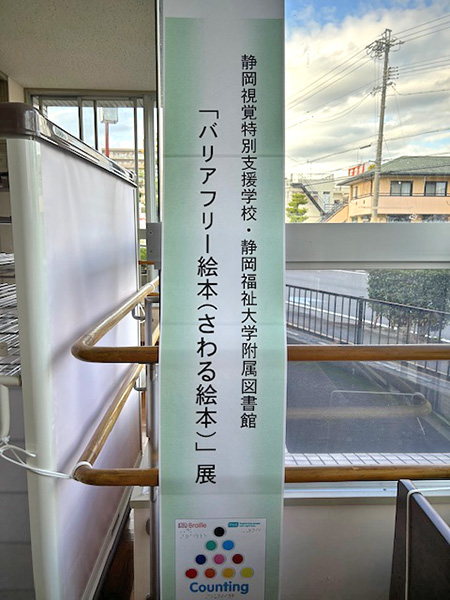 静岡視覚特別支援学校・静岡福祉大学附属図書館
「バリアフリー絵本(さわる絵本)」展
Braille
Counting